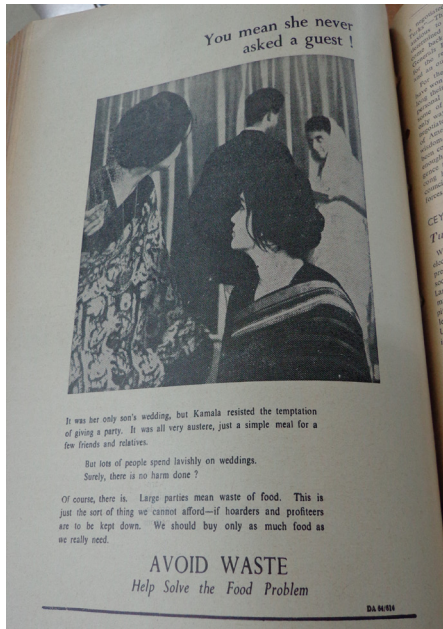 You mean she never
asked a guest !
It was her only son's wedding, but Kamala resisted the temptation
of giving a party. It was all very austere, just a simple meal for a
few friends and relatives.
But lots of people spend lavishly on weddings.
Surely, there is no harm done ?
Of course, there is. Large parties mean waste of food. This is
just the sort of thing we cannot afford—if hoarders and profiteers
are to be kept down. We should buy only as much food as
we really need.
AVOID WASTE
Help Solve the Food Problem
DA 64/614